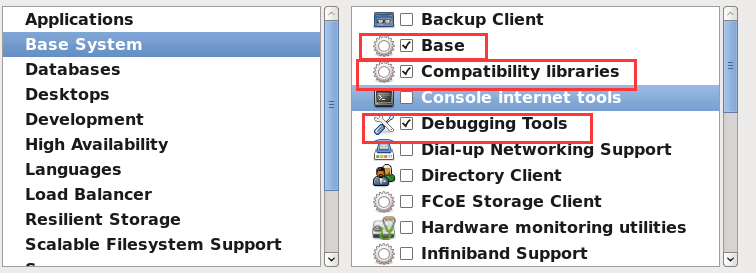 Applications
Base System
Databases
Desktops
Development
High Availability
Languages
Load Balancer
Resilient Storage
Scalable Filesystem Support
Backup Client
Base
Compatibility libraries
Console internet tools
Debugging Tools
Dial-up Networking Support
Directory Client
FCoE Storage Client
Hardware monitoring utilities
Infiniband Support